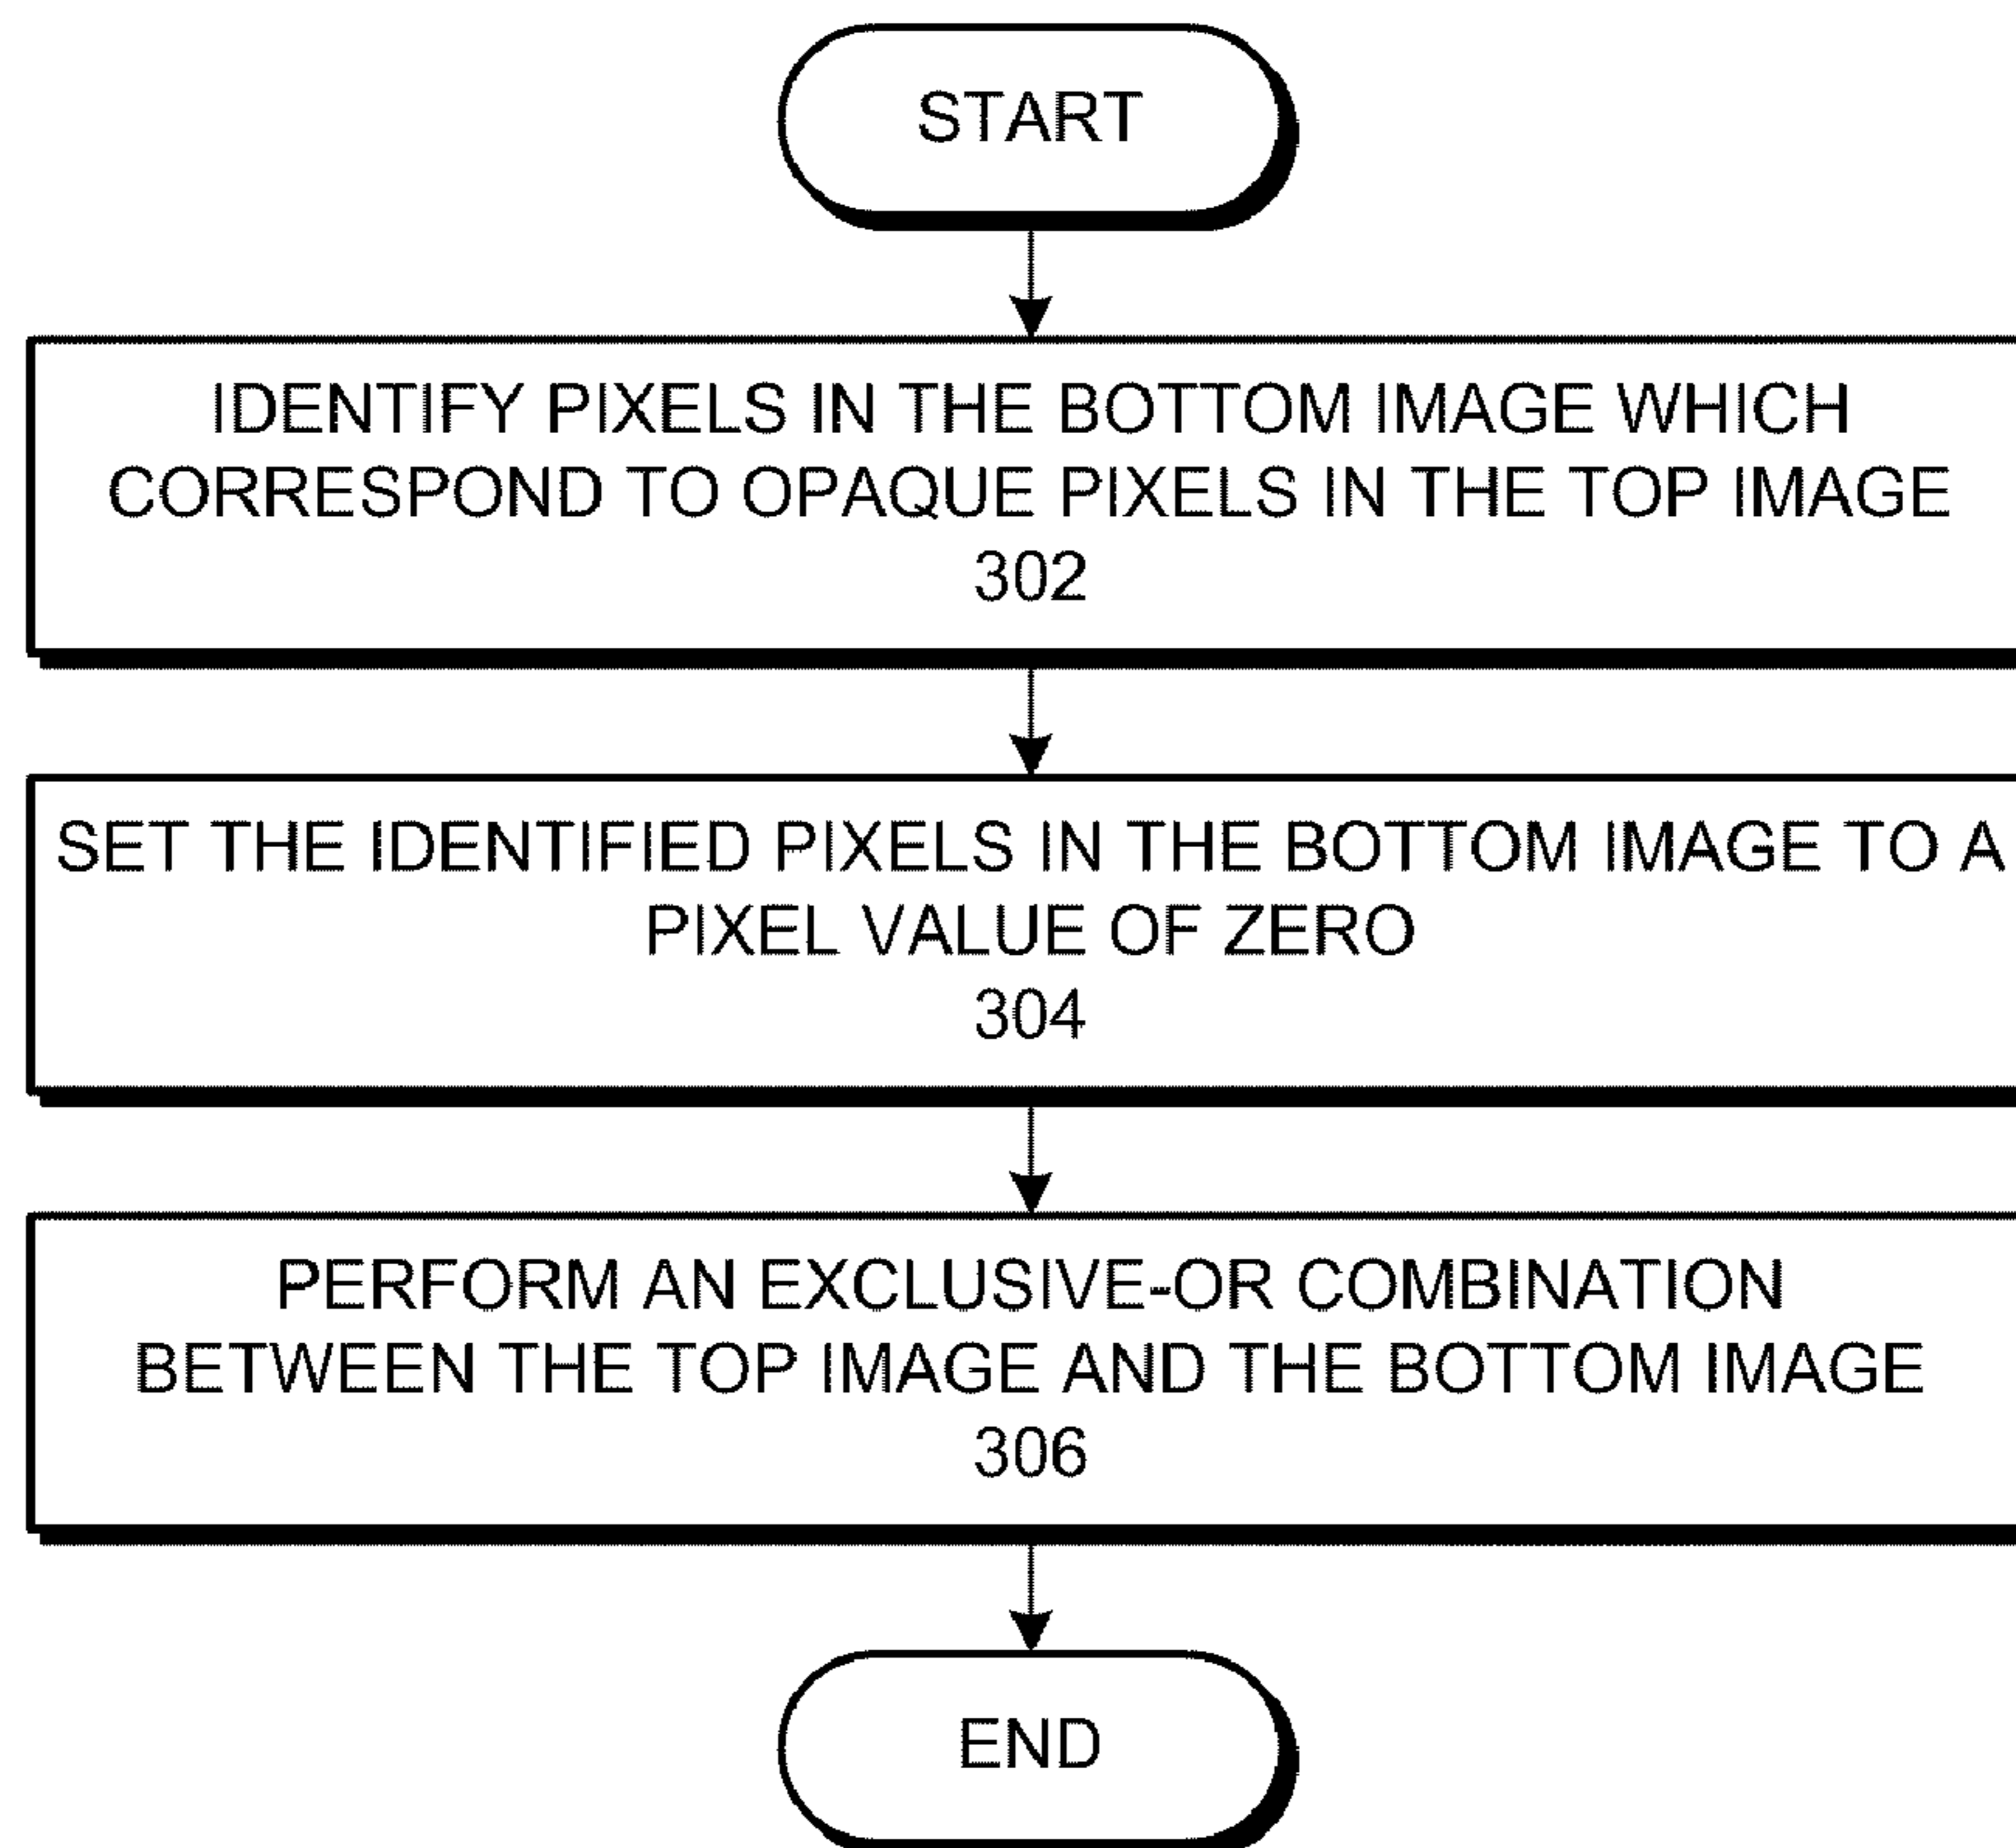 START
IDENTIFY PIXELS IN THE BOTTOM IMAGE WHICH
CORRESPOND TO OPAQUE PIXELS IN THE TOP IMAGE
302
SET THE IDENTIFIED PIXELS IN THE BOTTOM IMAGE TO A
PIXEL VALUE OF ZERO
304
PERFORM AN EXCLUSIVE-OR COMBINATION
BETWEEN THE TOP IMAGE AND THE BOTTOM IMAGE
306
END